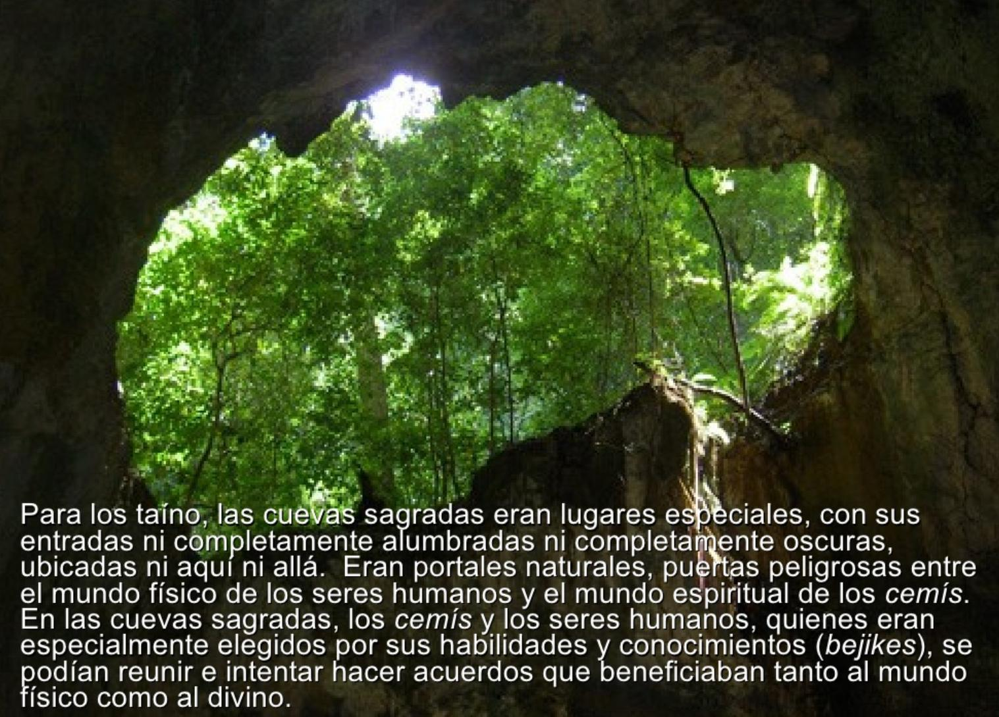 Para los taíno, las cuevas sagradas eran lugares especiales, con sus
entradas ni completamente alumbradas ni completamente oscuras,
ubicadas ni aquí ni allá.  Eran portales naturales, puertas peligrosas entre
el mundo físico de los seres humanos y el mundo espiritual de los cemís.
En las cuevas sagradas, los cemís y los seres humanos, quienes eran
especialmente elegidos por sus habilidades y conocimientos (bejikes), se
podían reunir e intentar hacer acuerdos que beneficiaban tanto al mundo
físico como al divino.